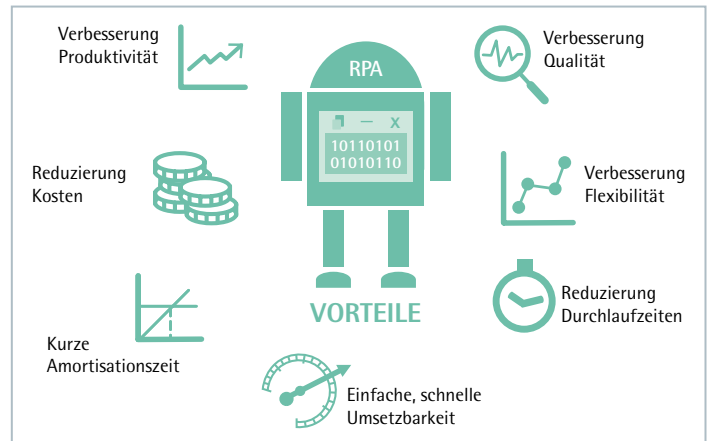 Verbesserung
Produktivität
RPA
Verbesserung
Qualität
X
10110101
01010110
Reduzierung
Kosten
Verbesserung
Flexibilität
Reduzierung
Durchlaufzeiten
VORTEILE
Kurze
Amortisationszeit
Einfache, schnelle
Umsetzbarkeit